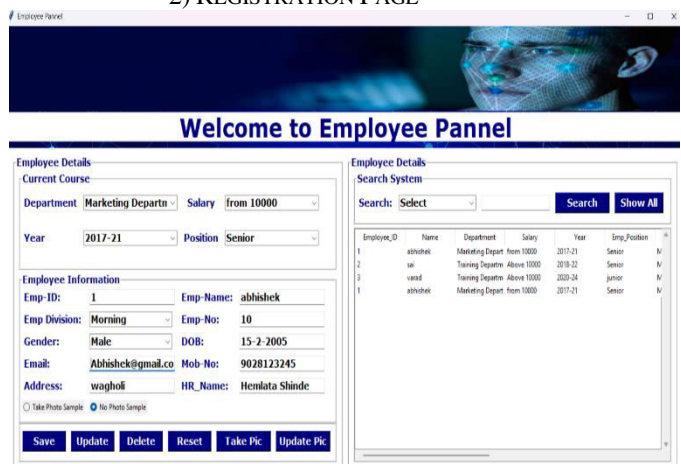 2) REGISTRATION PAGE
Employee Pannel
Welcome to Employee Pannel
Employee Details
Current Course
Department Marketing Departn Salary from 10000
Year 2017-21 Position Senior
Employee Information
Emp-ID: 1 Emp-Name: abhishek
Emp Division: Morning Emp-No: 10
Gender: Male DOB: 15-2-2005
Email: Abhishek@gmail.co Mob-No: 9028123245
Address: wagholi HR_Name: Hemlata Shinde
Take Photo Sample No Photo Sample
Save Update Delete Reset Take Pic Update Pic
Employee Details
Search System
Search: Select Search Show All
Employee_ID Name Department Salary Year Emp_Position
1 abhishek Marketing Depart from 10000 2017-21 Senior M
2 sai Training Departm Above 10000 2018-22 Senior M
3 varad Training Departm Above 10000 2020-24 junior M
1 abhishek Marketing Depart from 10000 2017-21 Senior M